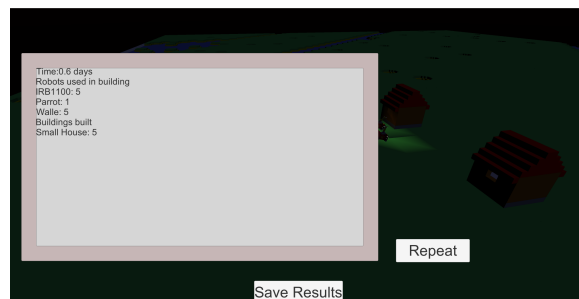 Time:0.6 days
Robots used in building
IRB1100: 5
Parrot: 1
Walle: 5
Buildings built
Small House: 5
Repeat
Save Results